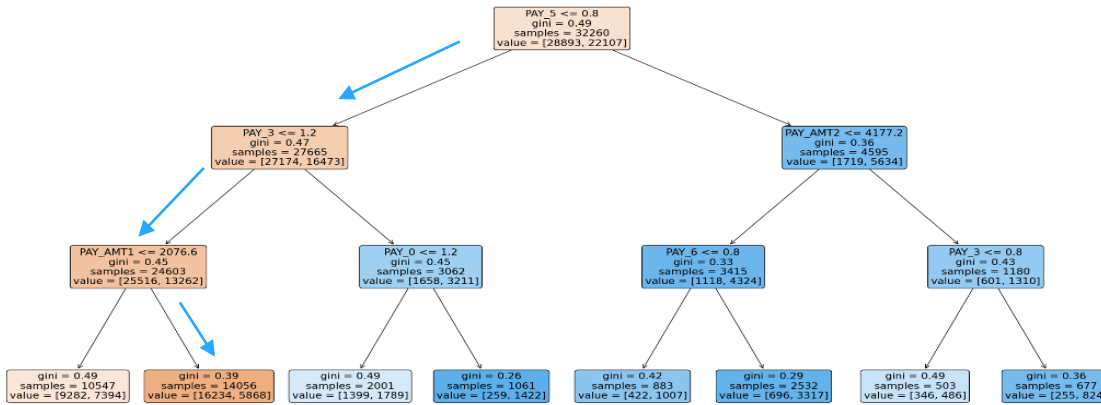 PAY_5 <= 0.8
gini = 0.49
samples = 32260
value = [28893, 22107]
PAY_3 <= 1.2
gini = 0.47
samples = 27665
value = [27174, 16473]
PAY_AMT2 <= 4177.2
gini = 0.36
samples = 4595
value = [1719, 5634]
PAY_AMT1 <= 2076.6
gini = 0.45
samples = 24603
value = [25516, 13262]
PAY_0 <= 1.2
gini = 0.45
samples = 3062
value = [1658, 3211]
PAY_6 <= 0.8
gini = 0.33
samples = 3415
value = [1118, 4324]
PAY_3 <= 0.8
gini = 0.43
samples = 1180
value = [601, 1310]
gini = 0.49
samples = 10547
value = [9282, 7394]
gini = 0.39
samples = 14056
value = [16234, 5868]
gini = 0.49
samples = 2001
value = [1399, 1789]
gini = 0.26
samples = 1061
value = [259, 1422]
gini = 0.42
samples = 883
value = [422, 1007]
gini = 0.29
samples = 2532
value = [696, 3317]
gini = 0.49
samples = 503
value = [346, 486]
gini = 0.36
samples = 677
value = [255, 824]